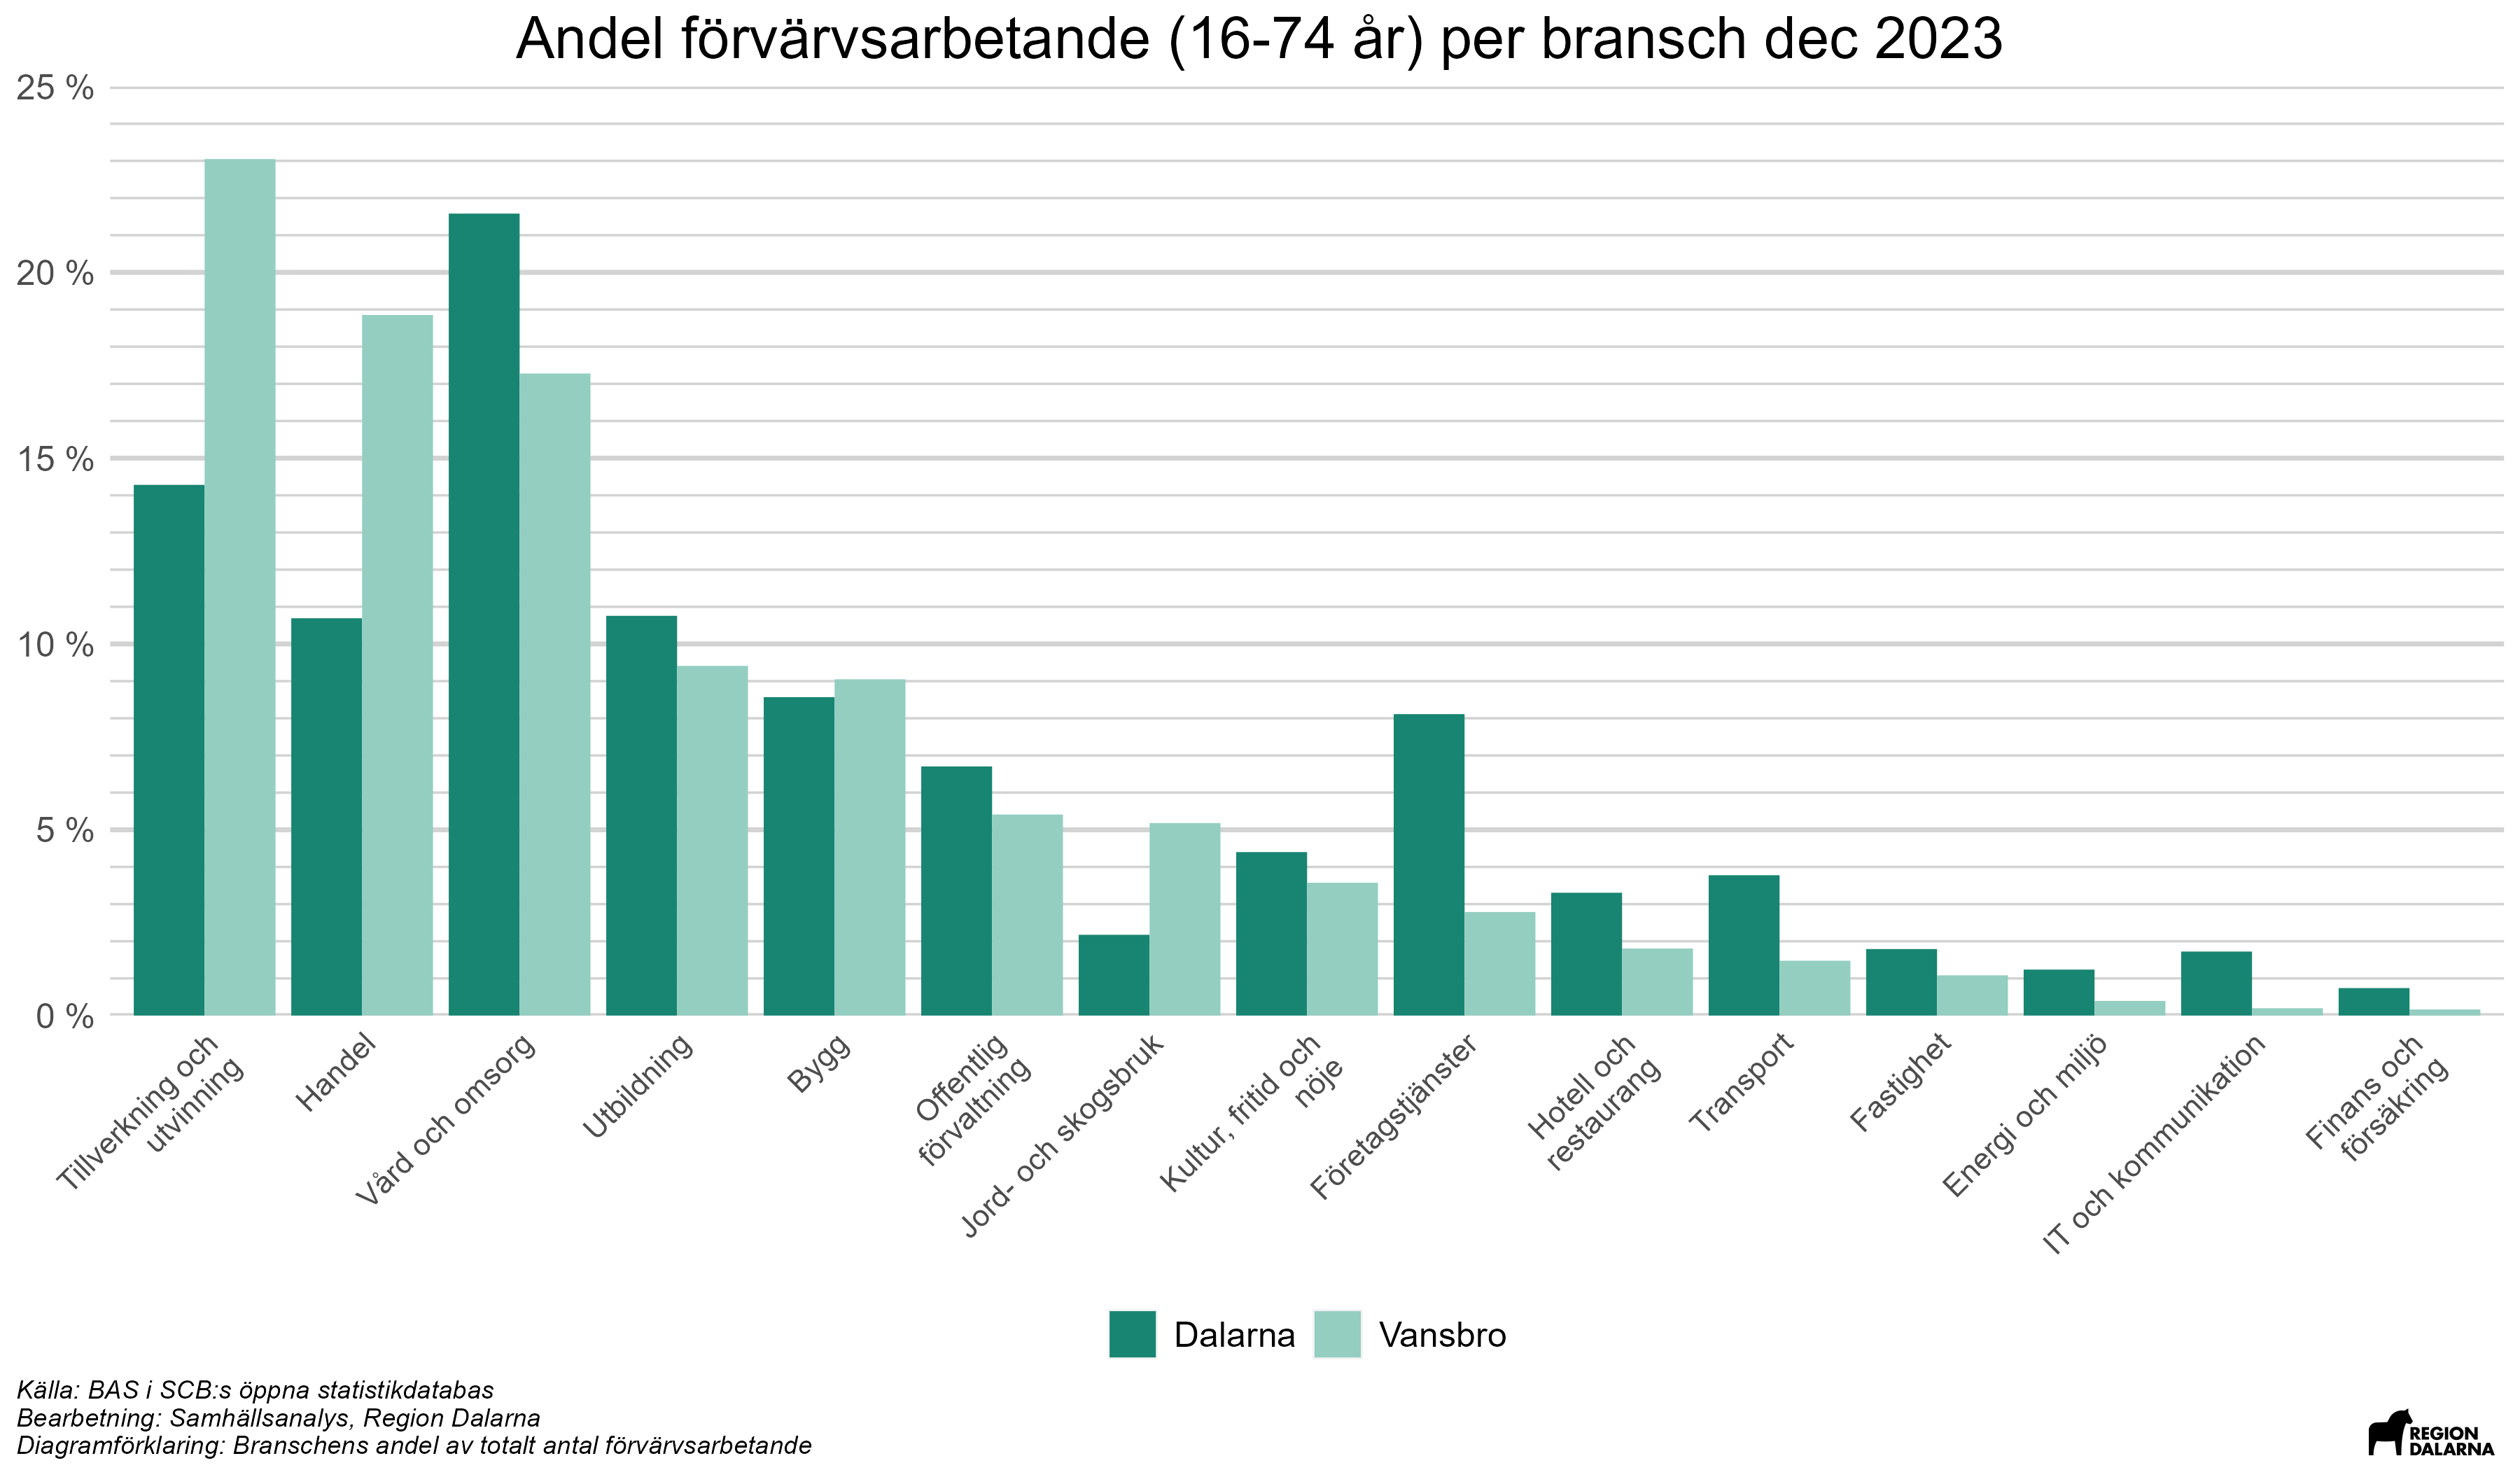 Andel förvärvsarbetande (16-74 år) per bransch dec 2023
25 %
20 %
15 %
10 %
5 %
0 %
Tillverkning och
utvinning
Handel
Vård och omsorg
Utbildning
Bygg
Offentlig
förvaltning
Jord- och skogsbruk
Kultur, fritid och
nöje
Företagstjänster
Hotell och
restaurang
Transport
Fastighet
Energi och miljö
IT och kommunikation
Finans och
försäkring
Dalarna
Vansbro
Källa: BAS i SCB:s öppna statistikdatabas
Bearbetning: Samhällsanalys, Region Dalarna
Diagramförklaring: Branschens andel av totalt antal förvärvsarbetande
REGION
DALARNA